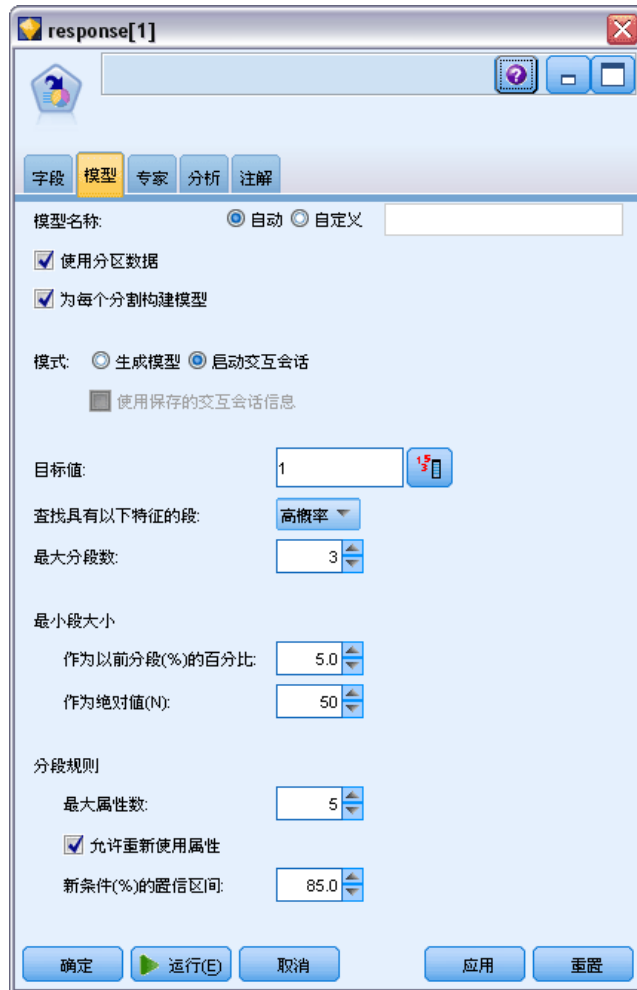 response[1]
字段 模型 专家 分析 注解
模型名称: 自动 自定义
使用分区数据
为每个分割构建模型
模式: 生成模型 启动交互会话
使用保存的交互会话信息
目标值: 1
查找具有以下特征的段: 高概率
最大分段数: 3
最小段大小
作为以前分段(%)的百分比: 5.0
作为绝对值(N): 50
分段规则
最大属性数: 5
允许重新使用属性
新条件(%)的置信区间: 85.0
确定 运行(E) 取消 应用 重置